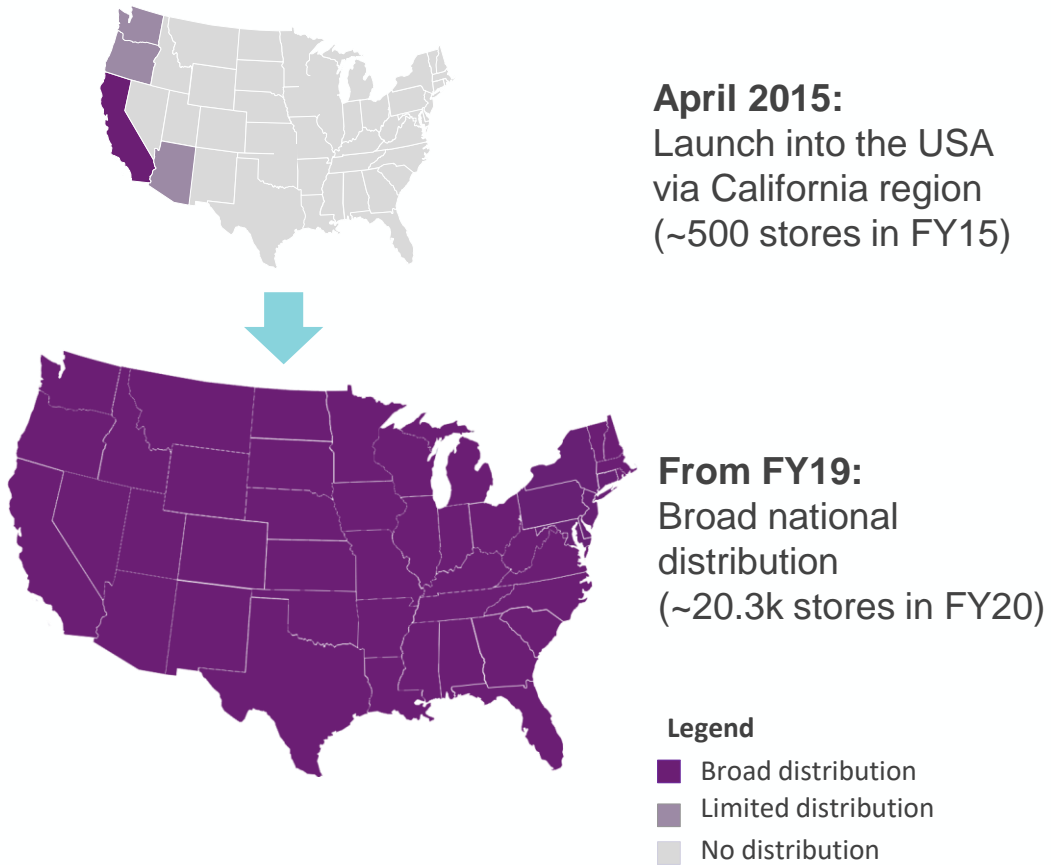 April 2015:
Launch into the USA
via California region
(~500 stores in FY15)
From FY19:
Broad national
distribution
(~20.3k stores in FY20)
Legend
Broad distribution
Limited distribution
No distribution